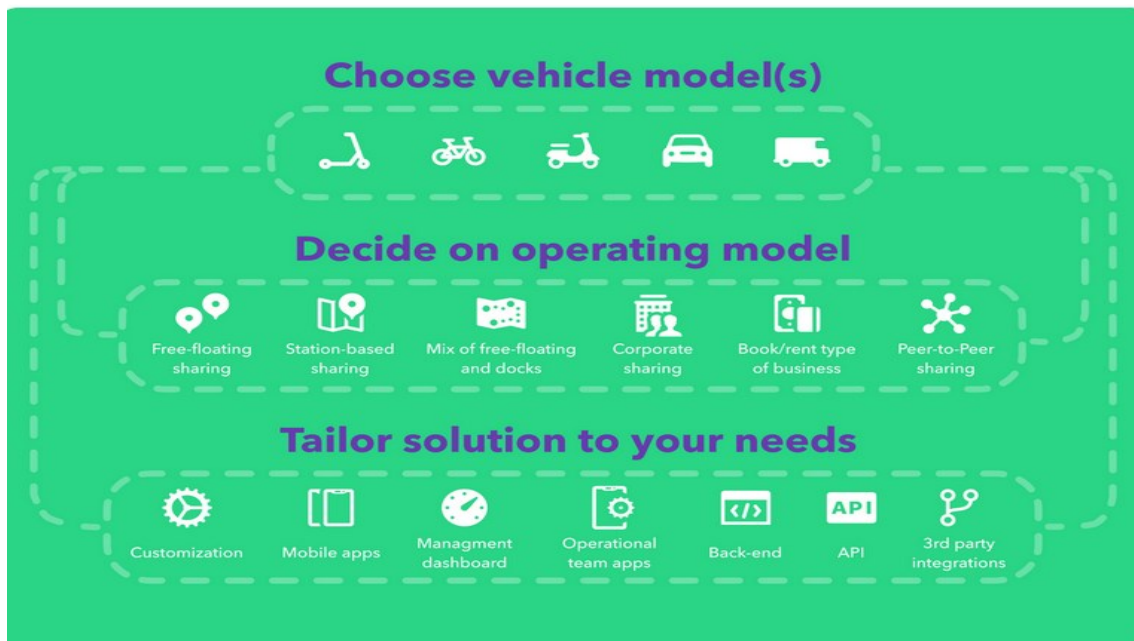 Choose vehicle model(s)
Decide on operating model
Free-floating
sharing
Station-based
sharing
Mix of free-floating
and docks
Corporate
sharing
Book/rent type
of business
Peer-to-Peer
sharing
Tailor solution to your needs
Customization
Mobile apps
Managment
dashboard
Operational
team apps
</>
Back-end
API
API
3rd party
integrations